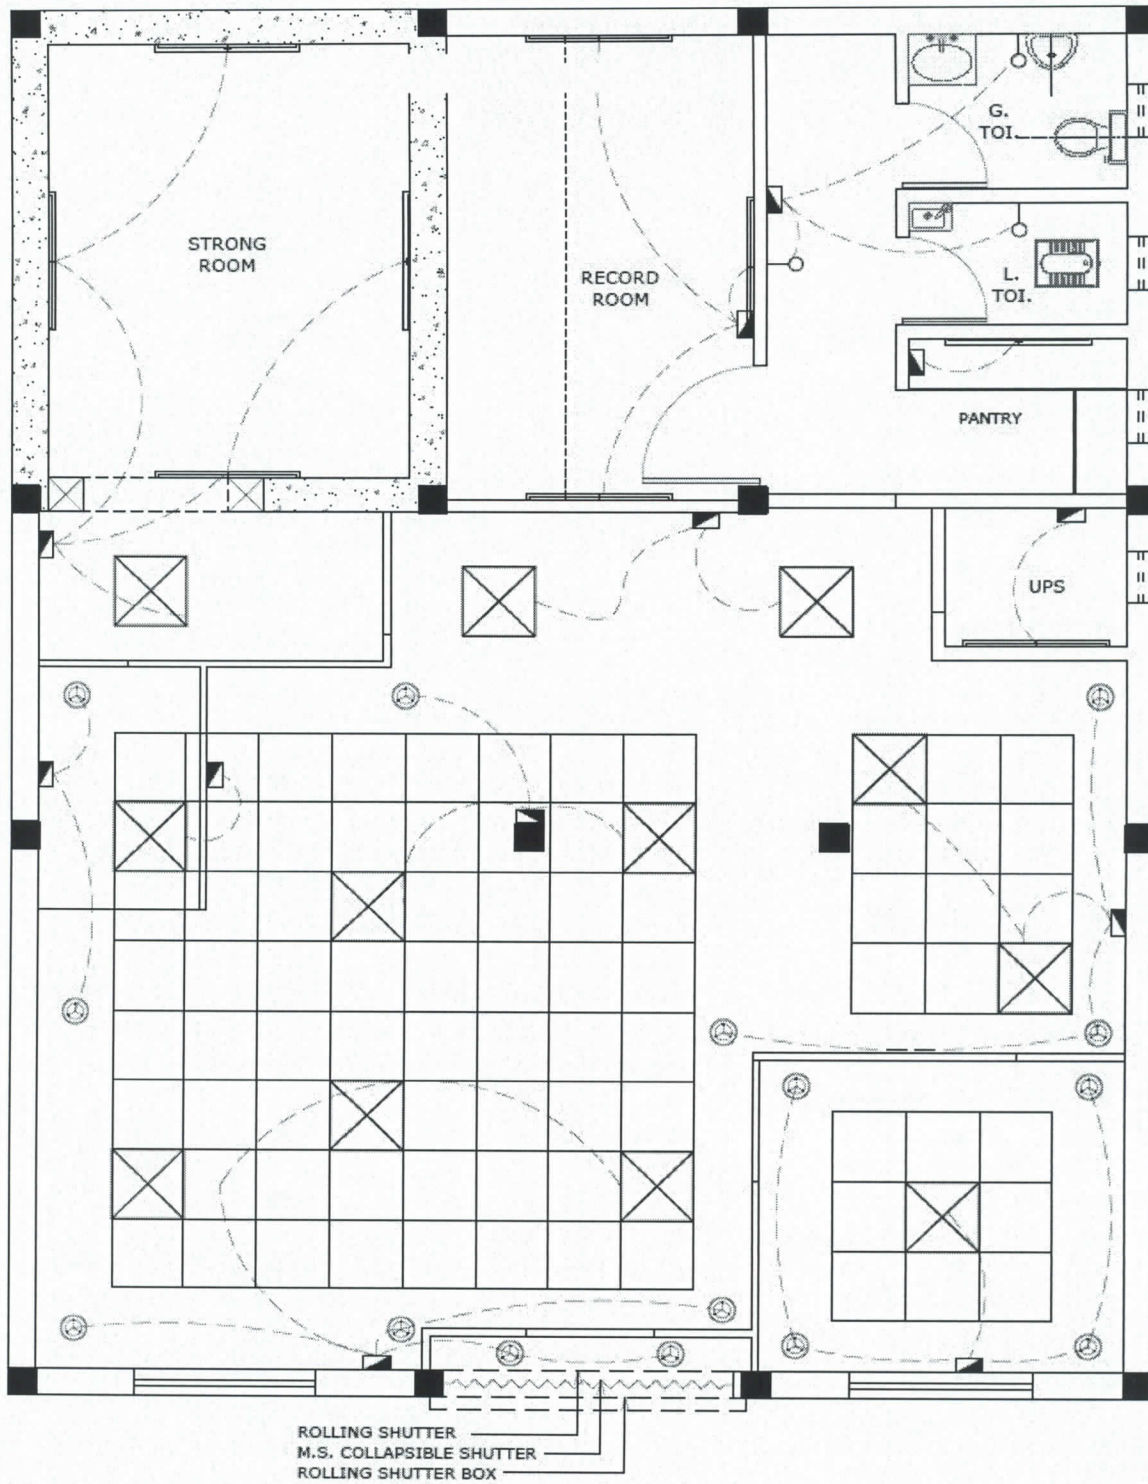 G.
TOI.
STRONG
ROOM
RECORD
ROOM
L.
TOI.
PANTRY
UPS
ROLLING SHUTTER
M.S. COLLAPSIBLE SHUTTER
ROLLING SHUTTER BOX